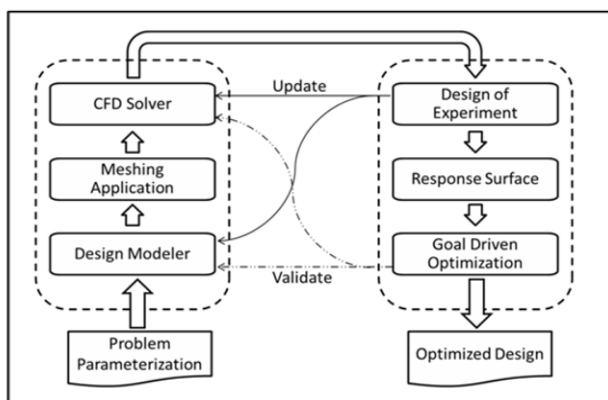 CFD Solver
Update
Design of
Experiment
Meshing
Application
Response Surface
Design Modeler
Goal Driven
Optimization
Validate
Problem
Parameterization
Optimized Design